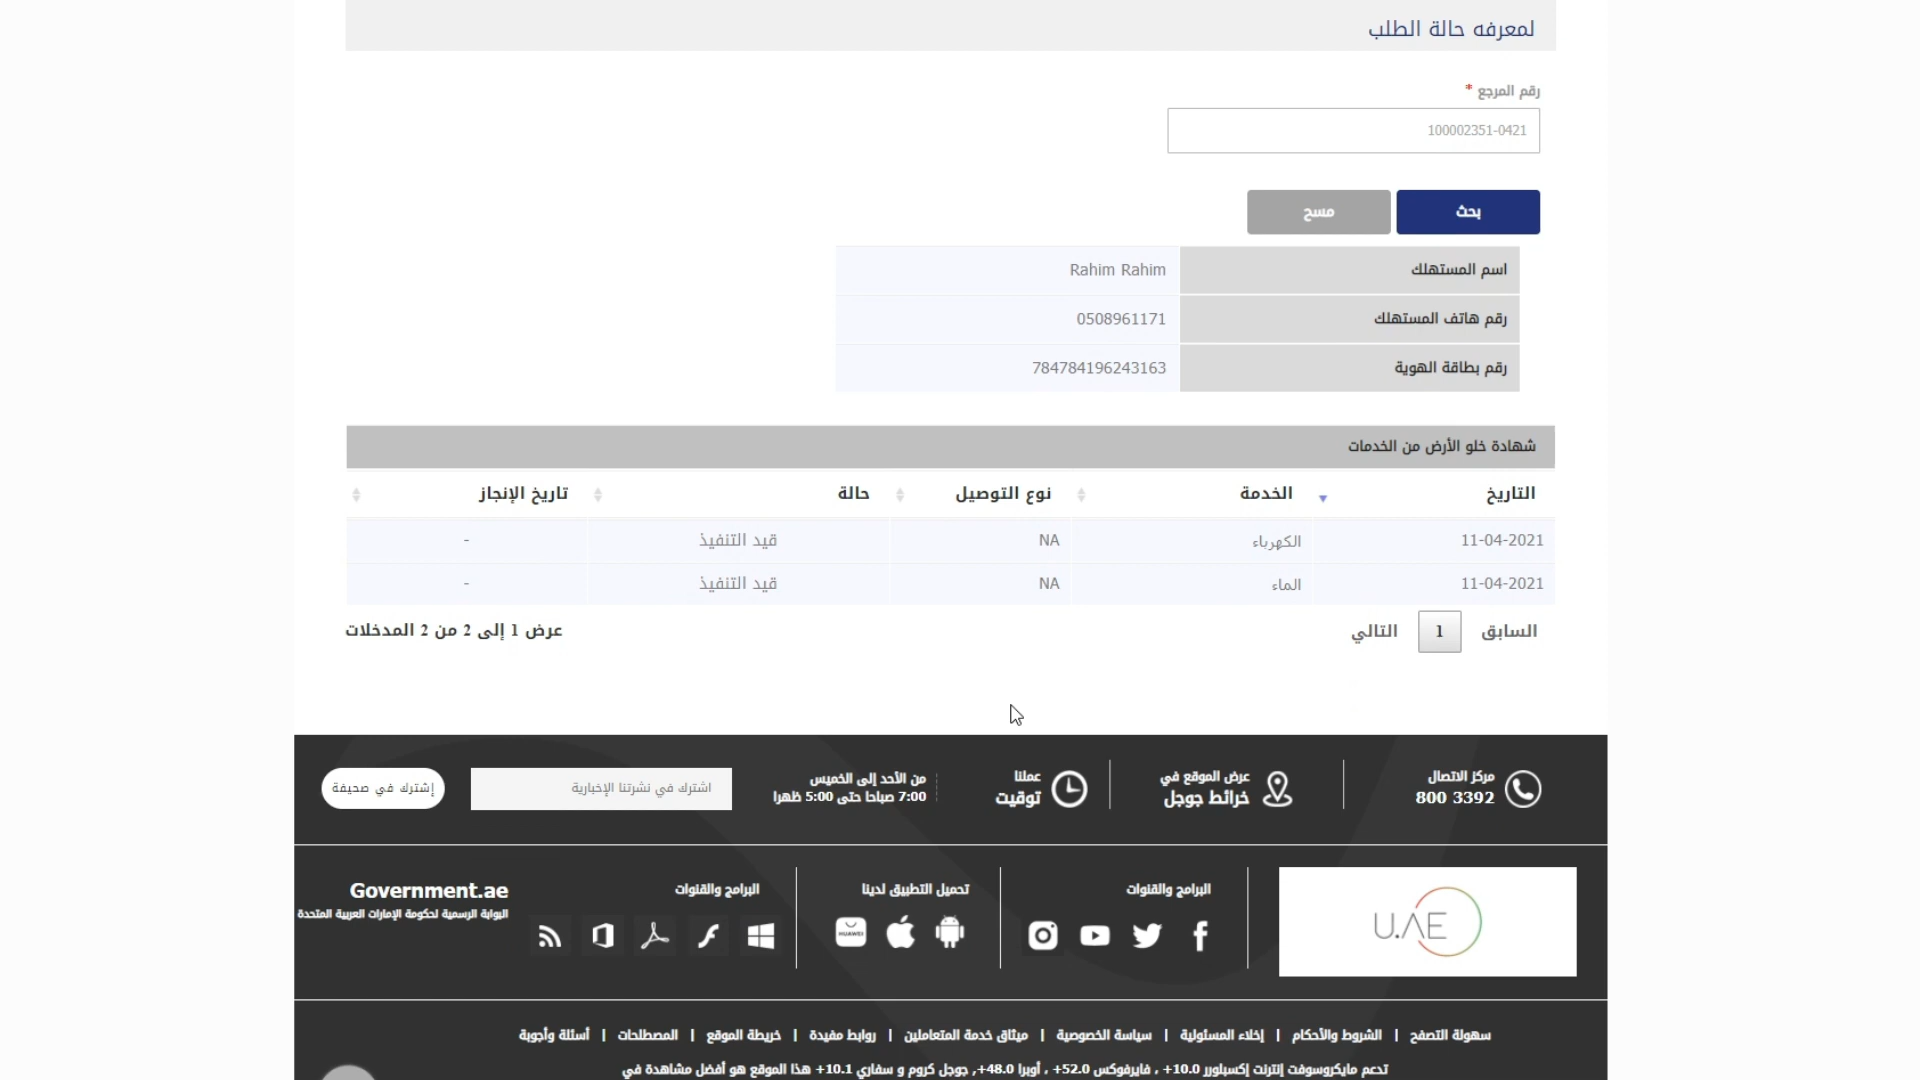 لمعرفه حالة الطلب
رقم المرجع *
100002351-0421
بحث
مسح
اسم المستهلك
Rahim Rahim
رقم هاتف المستهلك
0508961171
رقم بطاقة الهوية
784784196243163
شهادة خلو الأرض من الخدمات
التاريخ الخدمة نوع التوصيل حالة تاريخ الإنجاز
11-04-2021 الكهرباء NA قيد التنفيذ -
11-04-2021 الماء NA قيد التنفيذ -
السابق 1 التالي
عرض 1 إلى 2 من 2 المدخلات
مركز الاتصال
800 3392
عرض الموقع في
خرائط جوجل
عملنا
توقيت
من الأحد إلى الخميس
7:00 صباحا حتى 5:00 ظهرا
اشترك في نشرتنا الإخبارية
إشترك في صحيفة
U.AE
البرامج والقنوات
تحميل التطبيق لدينا
HUAWEI
البرامج والقنوات
Government.ae
البوابة الرسمية لحكومة الإمارات العربية المتحدة
سهولة التصفح | الشروط والأحكام | إخلاء المسئولية | سياسة الخصوصية | ميثاق خدمة المتعاملين | روابط مفيدة | خريطة الموقع | المصطلحات | أسئلة وأجوبة
تدعم مايكروسوفت إنترنت إكسبلورر 10.0+ ، فايرفوكس 52.0+ ، أوبرا 48.0+, جوجل كروم و سفاري 10.1+ هذا الموقع هو أفضل مشاهدة في